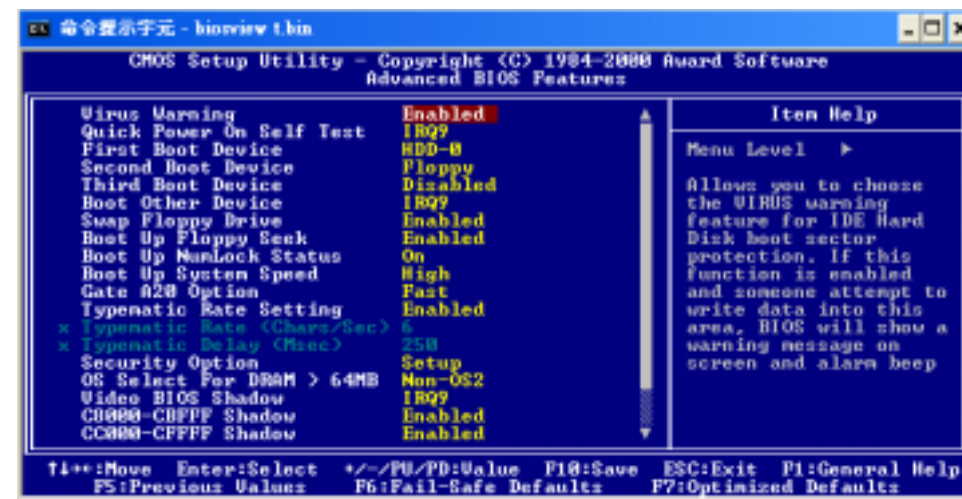 命令提示字元 - biosview t.bin
CMOS Setup Utility - Copyright (C) 1984-2000 Award Software
Advanced BIOS Features
Virus Warning Enabled
Quick Power On Self Test IRQ9
First Boot Device HDD-0
Second Boot Device Floppy
Third Boot Device Disabled
Boot Other Device IRQ9
Swap Floppy Drive Enabled
Boot Up Floppy Seek Enabled
Boot Up NumLock Status On
Boot Up System Speed High
Gate A20 Option Fast
Typematic Rate Setting Enabled
x Typematic Rate (Chars/Sec) 6
x Typematic Delay (Msec) 250
Security Option Setup
OS Select For DRAM > 64MB Non-OS2
Video BIOS Shadow IRQ9
C8000-CBFFF Shadow Enabled
CC000-CFFFF Shadow Enabled
Item Help
Menu Level ►
Allows you to choose
the VIRUS warning
feature for IDE Hard
Disk boot sector
protection. If this
function is enabled
and someone attempt to
write data into this
area, BIOS will show a
warning message on
screen and alarm beep
↑↓→←:Move Enter:Select +/-/PU/PD:Value F10:Save ESC:Exit F1:General Help
F5:Previous Values F6:Fail-Safe Defaults F7:Optimized Defaults